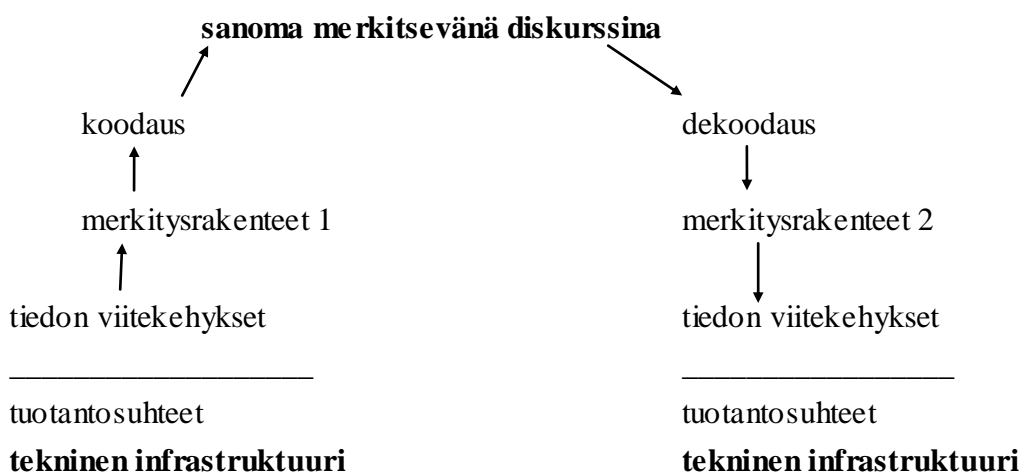 sanoma merkitsevänä diskurssina
koodaus
dekoodaus
merkitysrakenteet 1
merkitysrakenteet 2
tiedon viitekehykset
tiedon viitekehykset
tuotantosuhteet
tuotantosuhteet
tekninen infrastruktuuri
tekninen infrastruktuuri